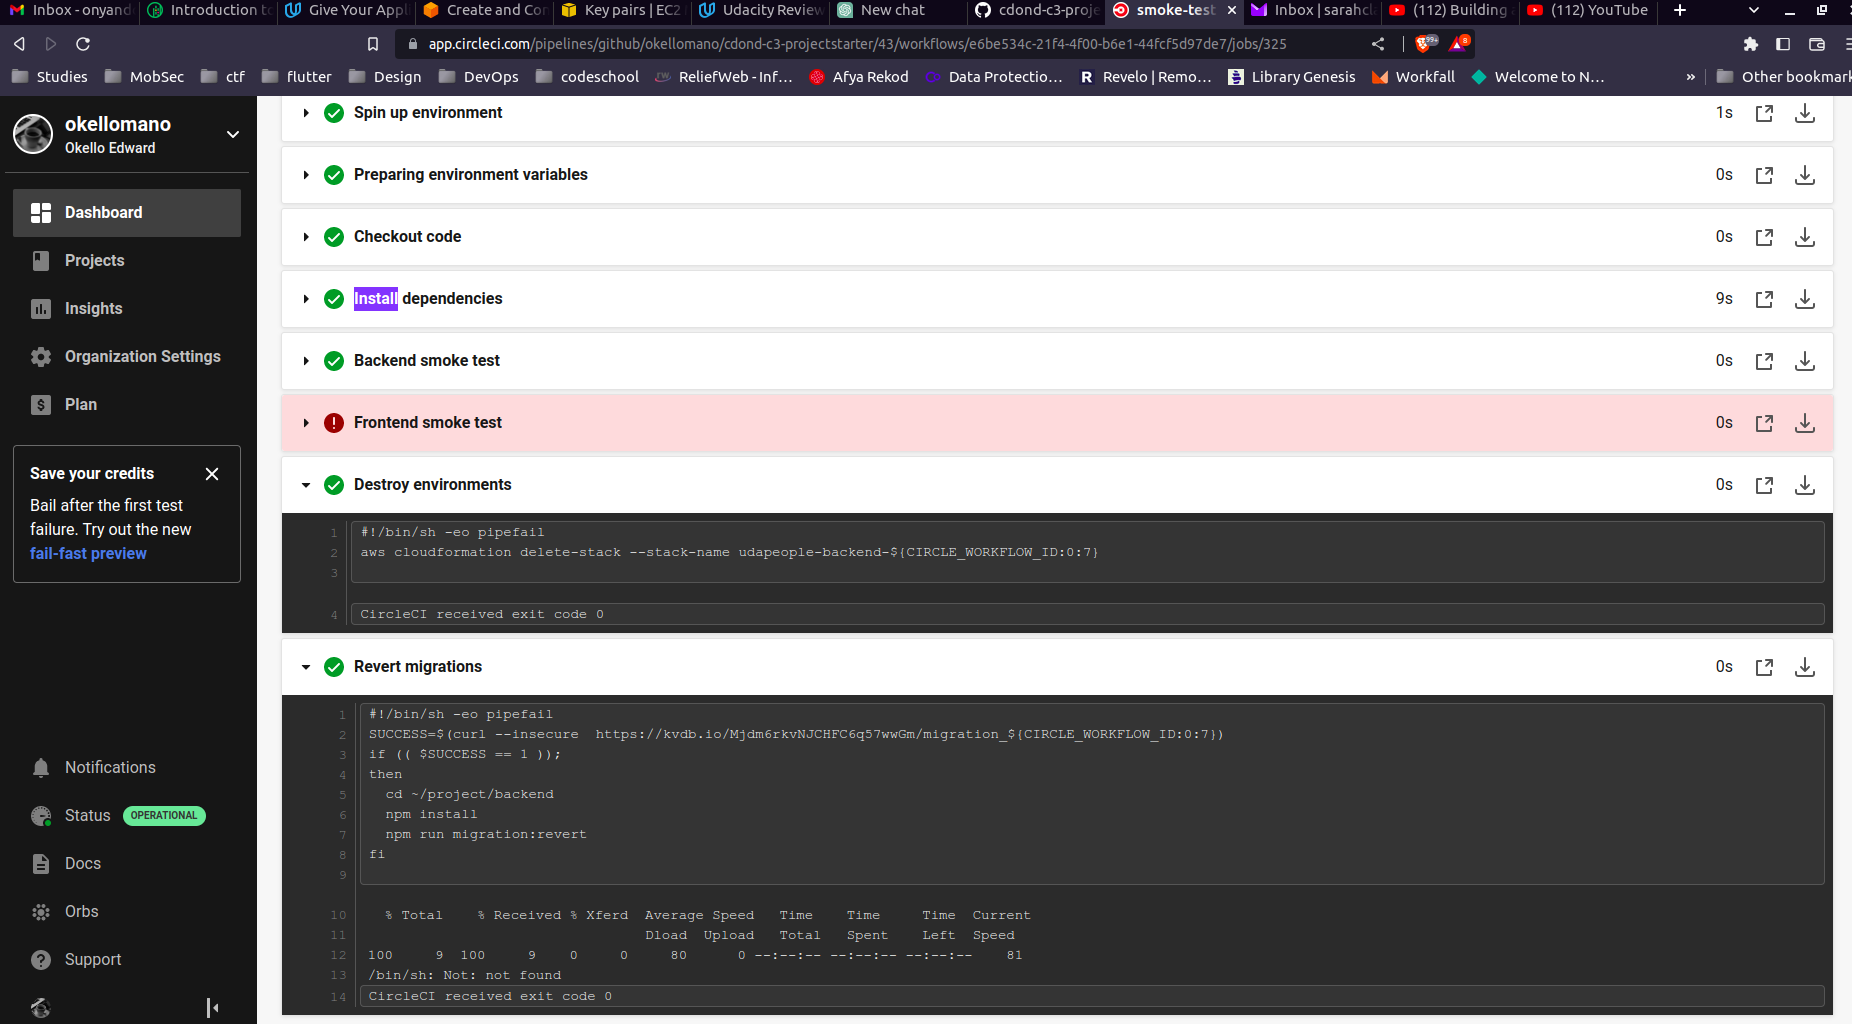 Inbox - onyand
Introduction to
Give Your Appl
Create and Con
Key pairs | EC2
Udacity Review
New chat
cdond-c3-proje
smoke-test
Inbox | sarahcl
(112) Building
(112) YouTube
app.circleci.com/pipelines/github/okellomano/cdond-c3-projectstarter/43/workflows/e6be534c-21f4-4f00-b6e1-44fcf5d97de7/jobs/325
99+
8
Studies
MobSec
ctf
flutter
Design
DevOps
codeschool
ReliefWeb - Inf...
Afya Rekod
Data Protectio...
Revelo | Remo...
Library Genesis
Workfall
Welcome to N...
»
Other bookmark
okellomano
Okello Edward
Dashboard
Projects
Insights
Organization Settings
Plan
Save your credits
Bail after the first test
failure. Try out the new
fail-fast preview
Notifications
Status OPERATIONAL
Docs
Orbs
Support
Spin up environment 1s
Preparing environment variables 0s
Checkout code 0s
Install dependencies 9s
Backend smoke test 0s
Frontend smoke test 0s
Destroy environments 0s
1 #!/bin/sh -eo pipefail
2 aws cloudformation delete-stack --stack-name udapeople-backend-${CIRCLE_WORKFLOW_ID:0:7}
3
4 CircleCI received exit code 0
Revert migrations 0s
1 #!/bin/sh -eo pipefail
2 SUCCESS=$(curl --insecure  https://kvdb.io/Mjdm6rkvNJCHFC6q57wwGm/migration_${CIRCLE_WORKFLOW_ID:0:7})
3 if (( $SUCCESS == 1 ));
4 then
5   cd ~/project/backend
6   npm install
7   npm run migration:revert
8 fi
9
10   % Total    % Received % Xferd  Average Speed   Time    Time     Time  Current
11                                  Dload  Upload   Total   Spent    Left  Speed
12 100     9  100     9    0     0     80      0 --:--:-- --:--:-- --:--:--    81
13 /bin/sh: Not: not found
14 CircleCI received exit code 0